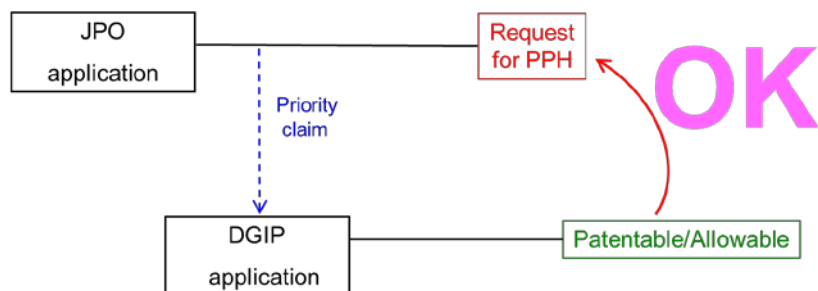 JPO
application
Request
for PPH
OK
Priority
claim
DGIP
application
Patentable/Allowable